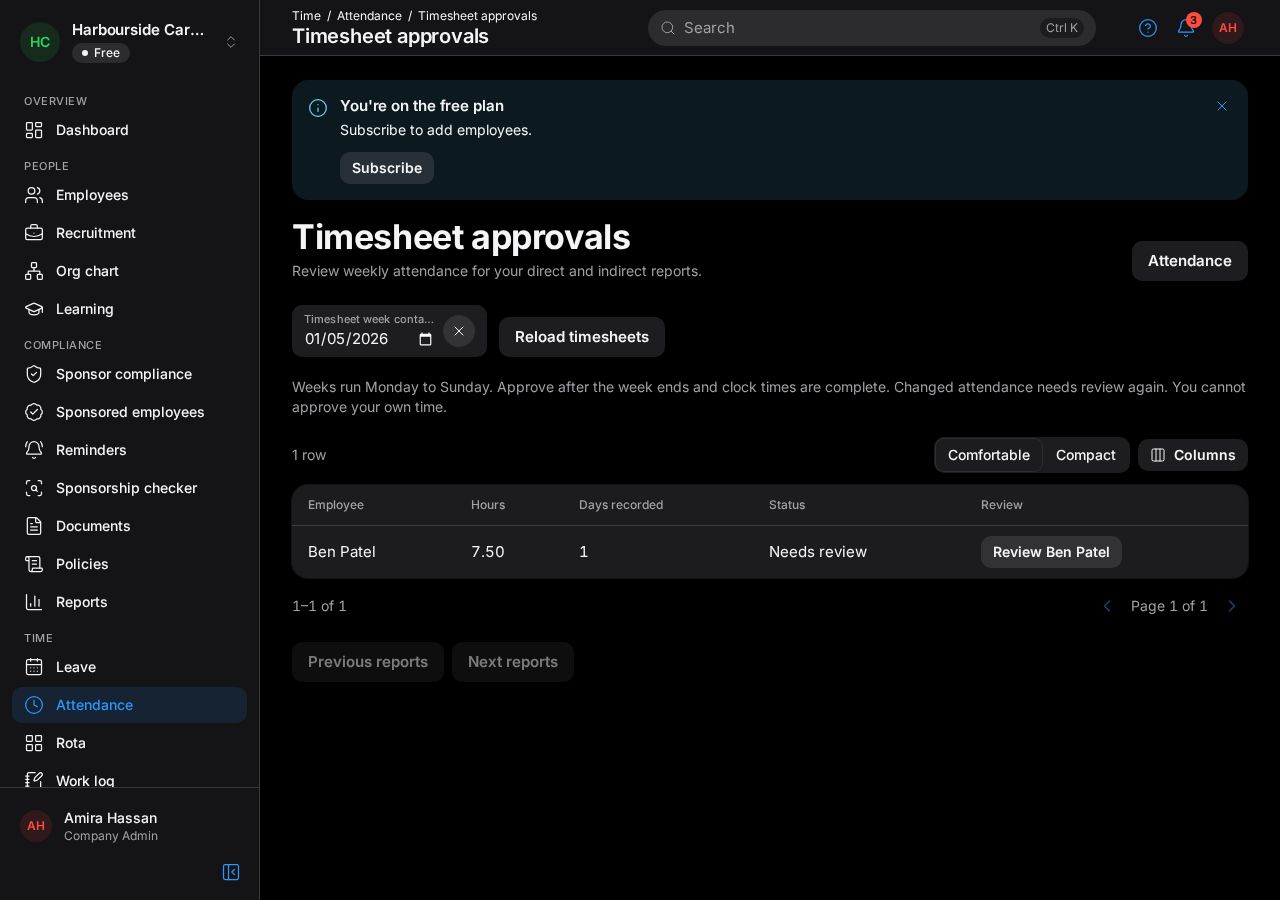 HC
Harbourside Car...
Free
OVERVIEW
Dashboard
PEOPLE
Employees
Recruitment
Org chart
Learning
COMPLIANCE
Sponsor compliance
Sponsored employees
Reminders
Sponsorship checker
Documents
Policies
Reports
TIME
Leave
Attendance
Rota
Work log
AH
Amira Hassan
Company Admin
Time / Attendance / Timesheet approvals
Timesheet approvals
Search
Ctrl K
3
AH
You're on the free plan
Subscribe to add employees.
Subscribe
Timesheet approvals
Review weekly attendance for your direct and indirect reports.
Attendance
Timesheet week conta...
01/05/2026
Reload timesheets
Weeks run Monday to Sunday. Approve after the week ends and clock times are complete. Changed attendance needs review again. You cannot
approve your own time.
1 row
Comfortable
Compact
Columns
Employee Hours Days recorded Status Review
Ben Patel 7.50 1 Needs review Review Ben Patel
1–1 of 1
Page 1 of 1
Previous reports
Next reports